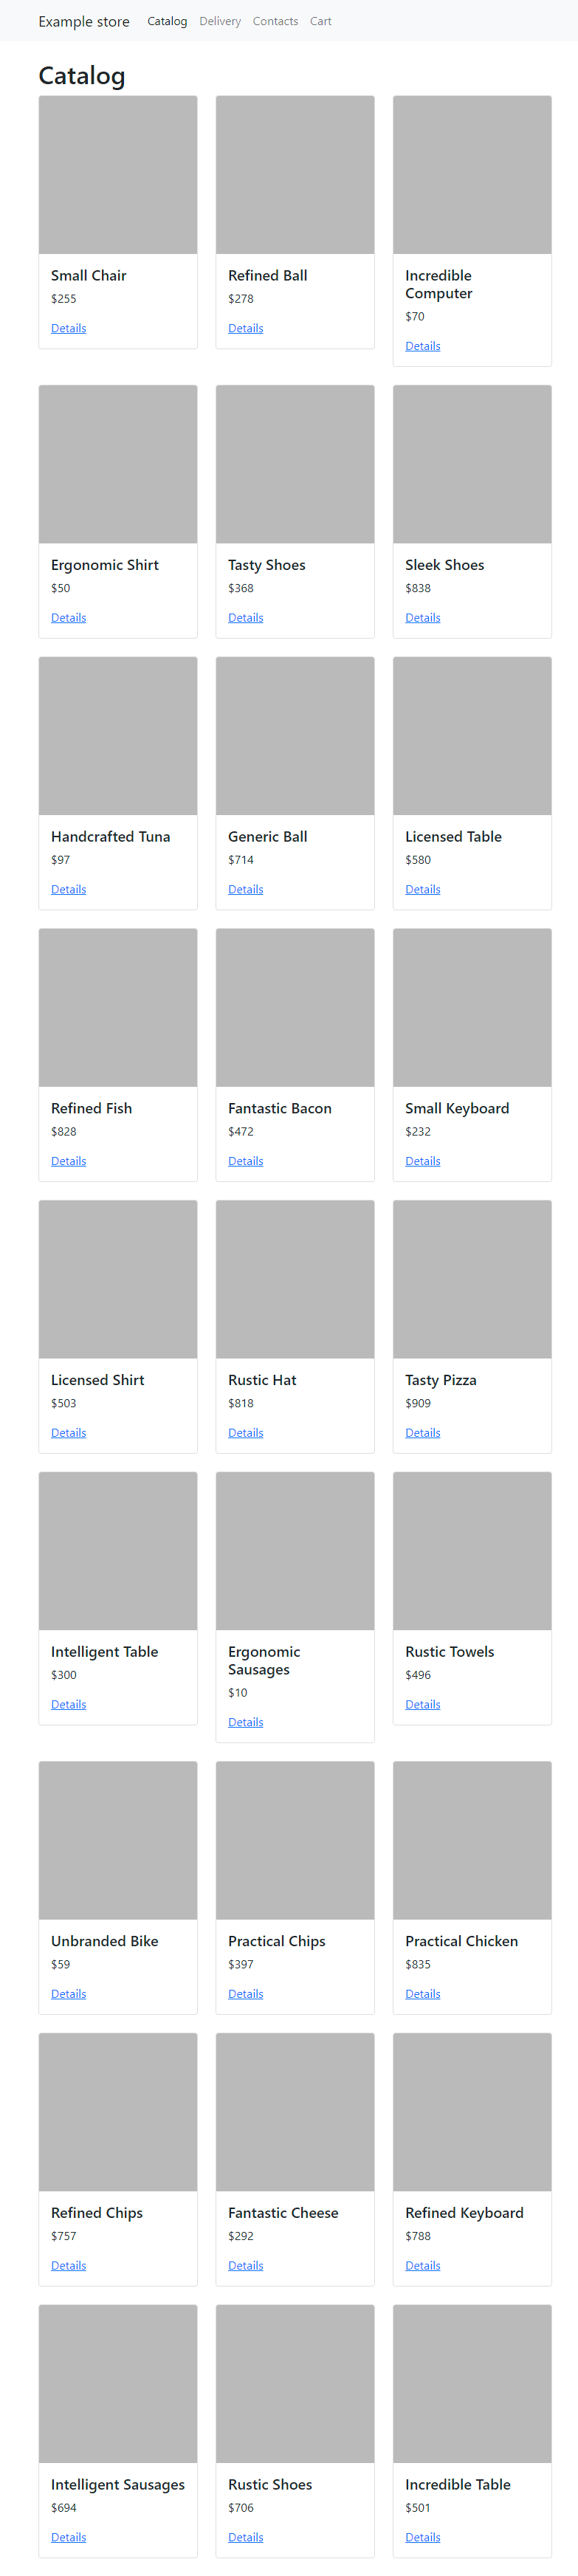 Example store Catalog Delivery Contacts Cart
Catalog
Small Chair
$255
Details
Refined Ball
$278
Details
Incredible
Computer
$70
Details
Ergonomic Shirt
$50
Details
Tasty Shoes
$368
Details
Sleek Shoes
$838
Details
Handcrafted Tuna
$97
Details
Generic Ball
$714
Details
Licensed Table
$580
Details
Refined Fish
$828
Details
Fantastic Bacon
$472
Details
Small Keyboard
$232
Details
Licensed Shirt
$503
Details
Rustic Hat
$818
Details
Tasty Pizza
$909
Details
Intelligent Table
$300
Details
Ergonomic
Sausages
$10
Details
Rustic Towels
$496
Details
Unbranded Bike
$59
Details
Practical Chips
$397
Details
Practical Chicken
$835
Details
Refined Chips
$757
Details
Fantastic Cheese
$292
Details
Refined Keyboard
$788
Details
Intelligent Sausages
$694
Details
Rustic Shoes
$706
Details
Incredible Table
$501
Details